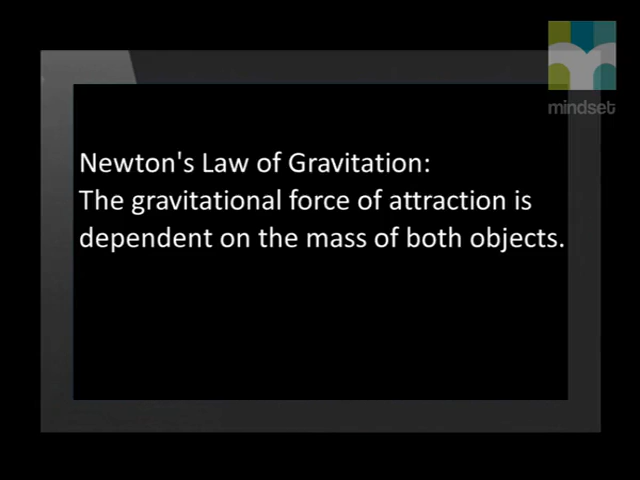 mindset
Newton's Law of Gravitation:
The gravitational force of attraction is
dependent on the mass of both objects.